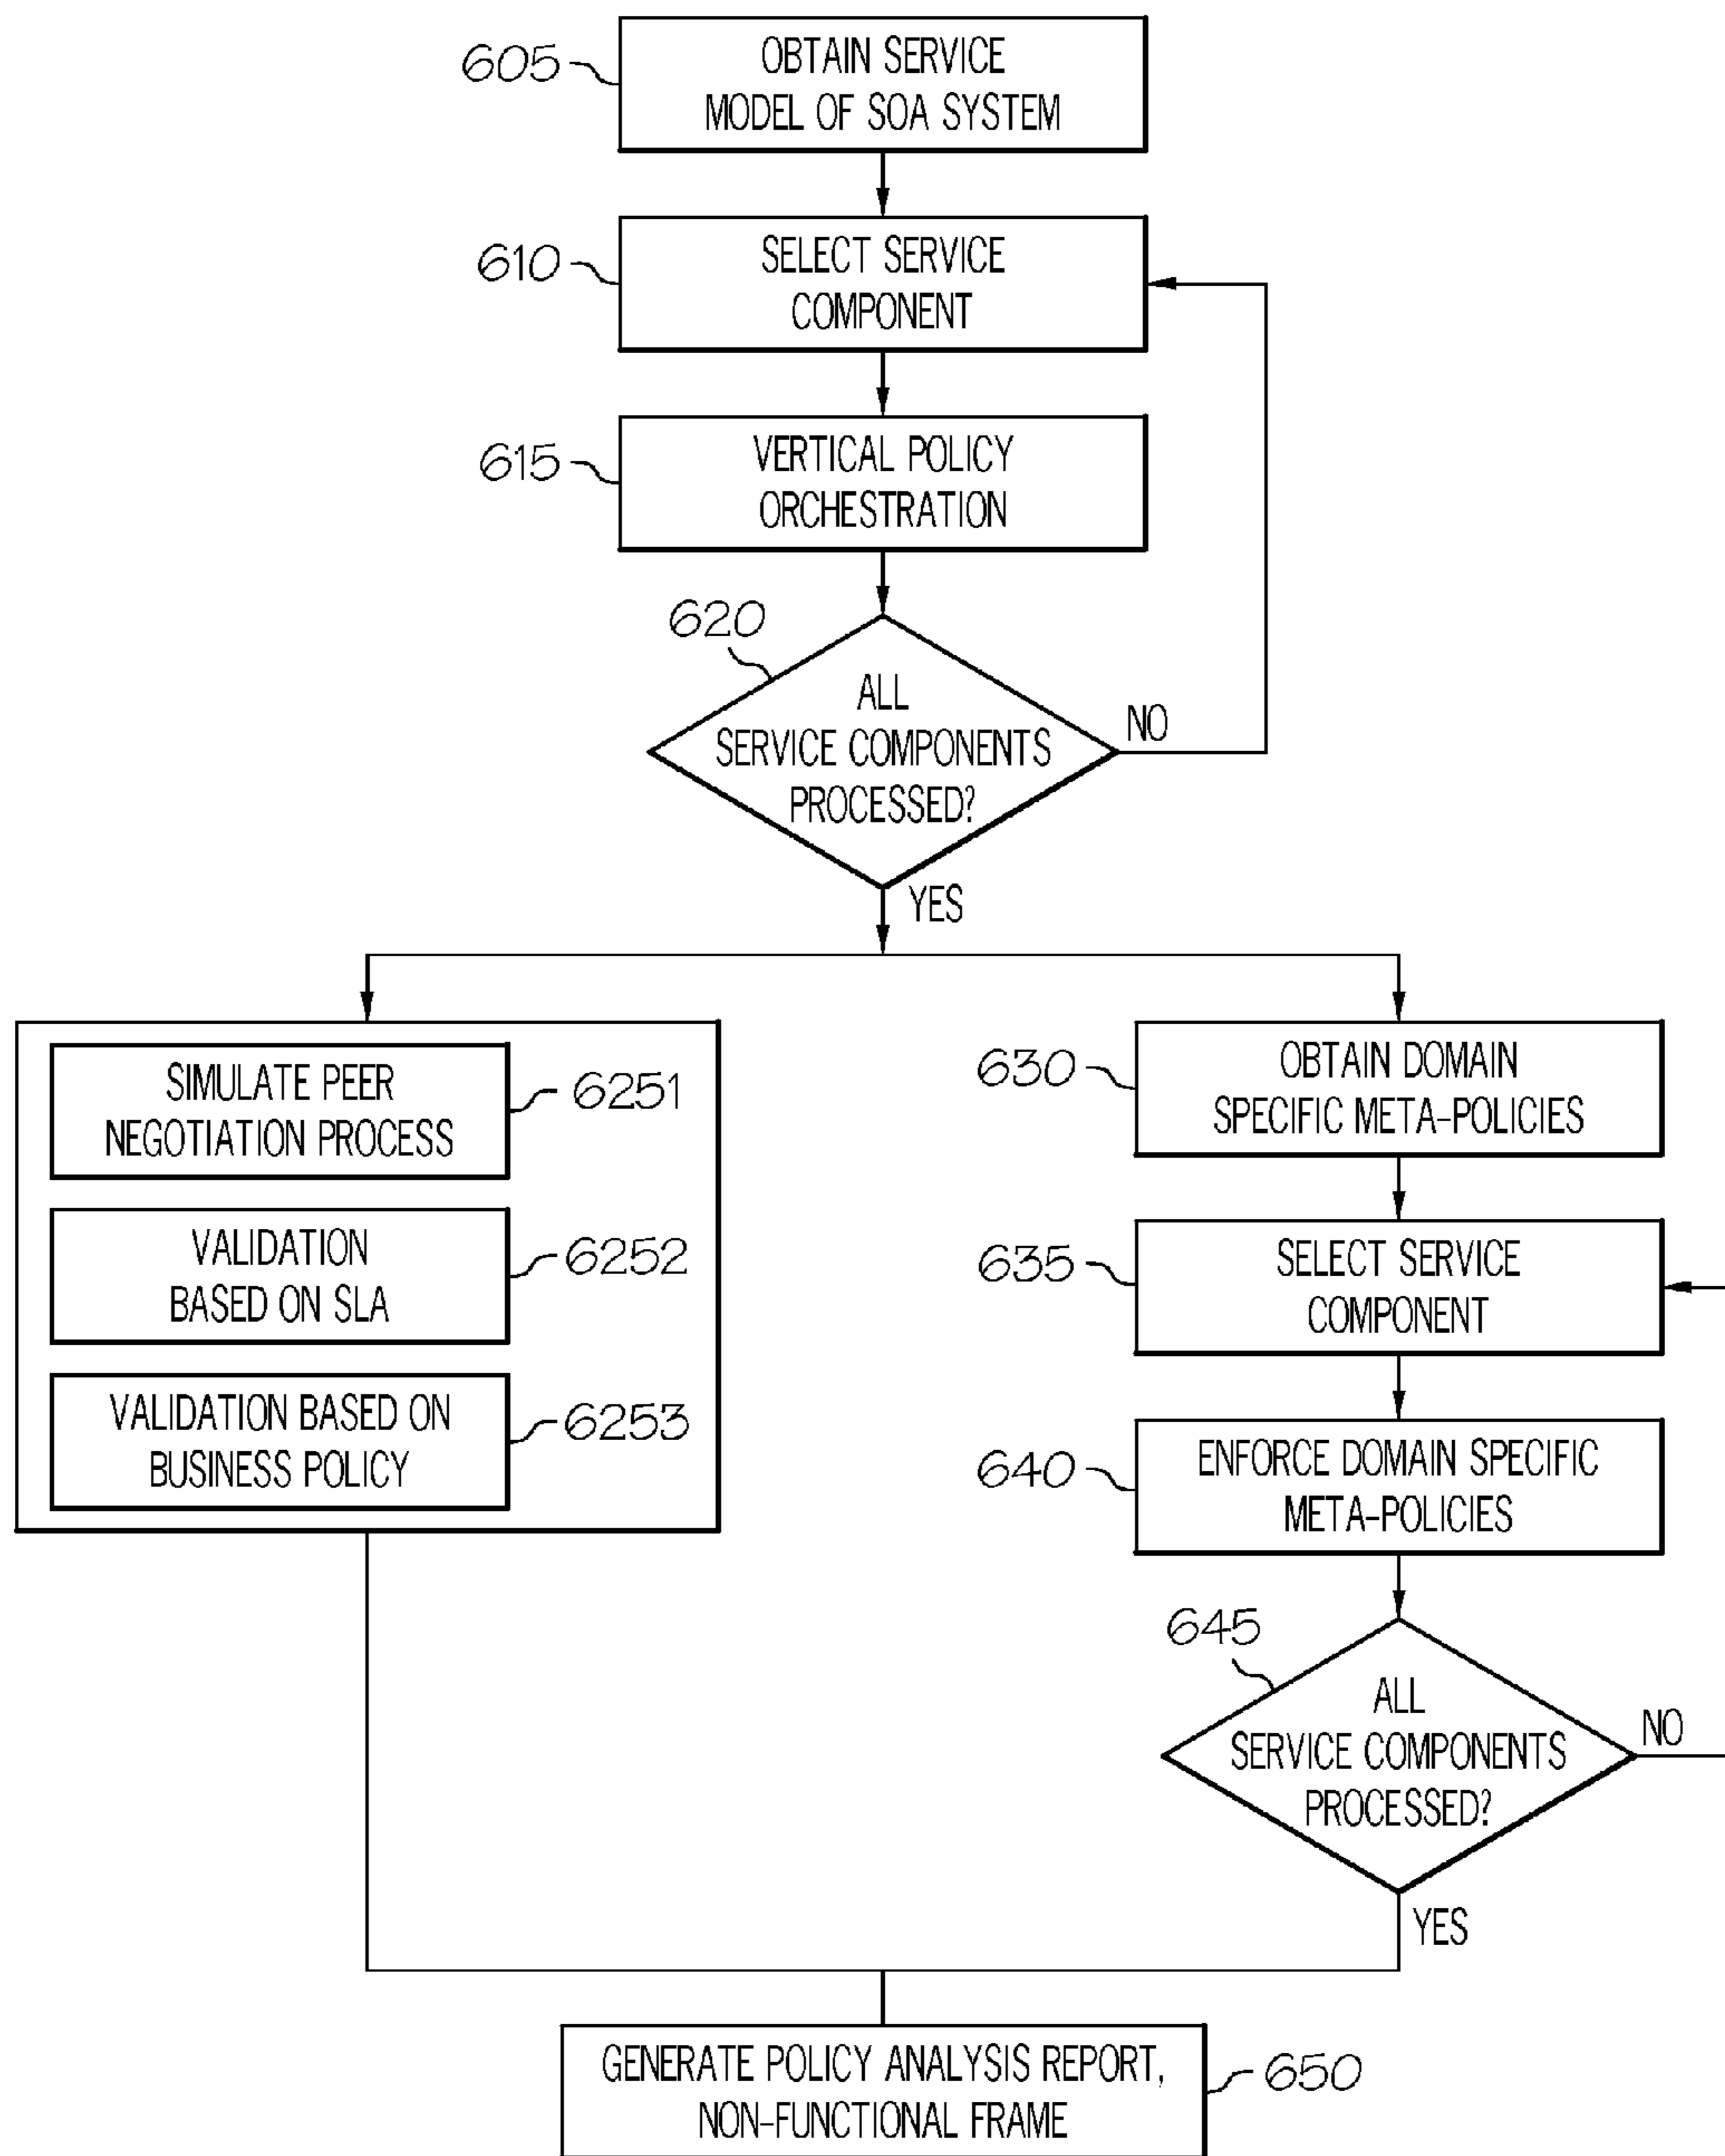 605
OBTAIN SERVICE
MODEL OF SOA SYSTEM
610
SELECT SERVICE
COMPONENT
615
VERTICAL POLICY
ORCHESTRATION
620
ALL
SERVICE COMPONENTS
PROCESSED?
NO
YES
SIMULATE PEER
NEGOTIATION PROCESS
6251
VALIDATION
BASED ON SLA
6252
VALIDATION BASED ON
BUSINESS POLICY
6253
630
OBTAIN DOMAIN
SPECIFIC META-POLICIES
635
SELECT SERVICE
COMPONENT
640
ENFORCE DOMAIN SPECIFIC
META-POLICIES
645
ALL
SERVICE COMPONENTS
PROCESSED?
NO
YES
GENERATE POLICY ANALYSIS REPORT,
NON-FUNCTIONAL FRAME
650